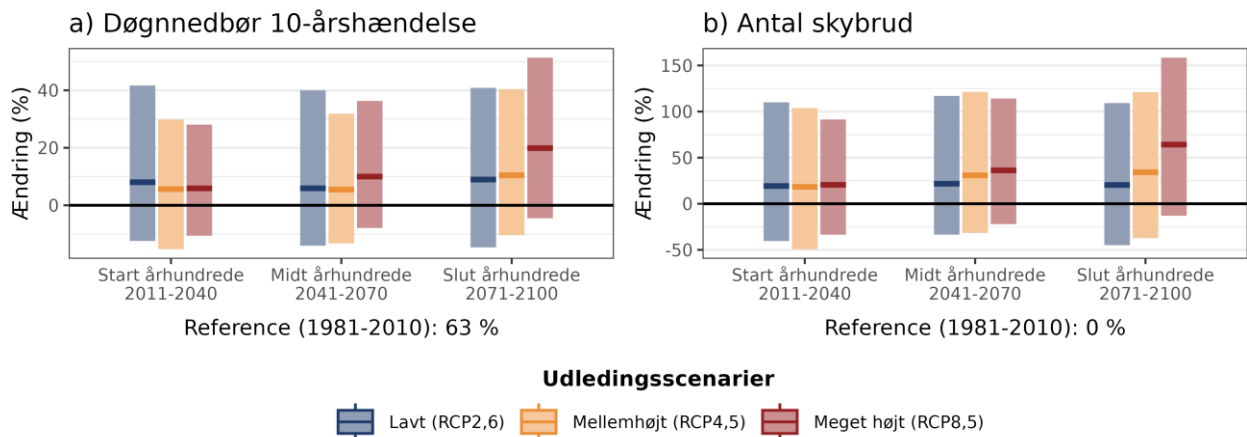 a) Døgnnedbør 10-årshændelse
Ændring (%)
40
20
0
Start århundrede
2011-2040
Midt århundrede
2041-2070
Slut århundrede
2071-2100
Reference (1981-2010): 63 %
b) Antal skybrud
Ændring (%)
150
100
50
0
-50
Start århundrede
2011-2040
Midt århundrede
2041-2070
Slut århundrede
2071-2100
Reference (1981-2010): 0 %
Udledingsscenarier
Lavt (RCP2,6)
Mellemhøjt (RCP4,5)
Meget højt (RCP8,5)